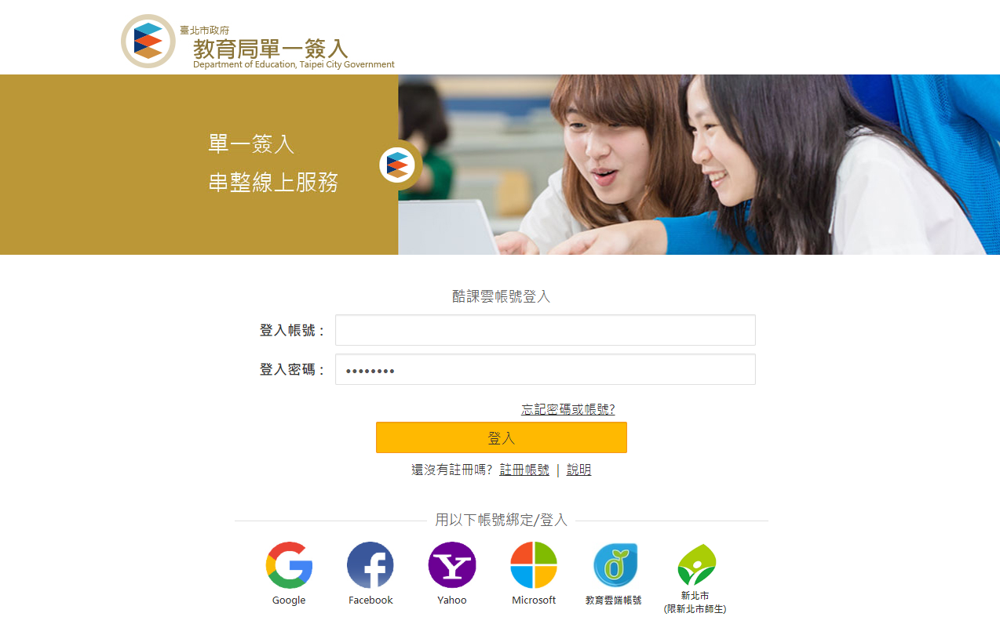 臺北市政府
教育局單一簽入
Department of Education, Taipei City Government
單一簽入
串整線上服務
酷課雲帳號登入
登入帳號：
登入密碼：
••••••••
忘記密碼或帳號?
登入
還沒有註冊嗎? 註冊帳號 | 說明
用以下帳號綁定/登入
Google Facebook Yahoo Microsoft 教育雲端帳號 新北市
(限新北市師生)